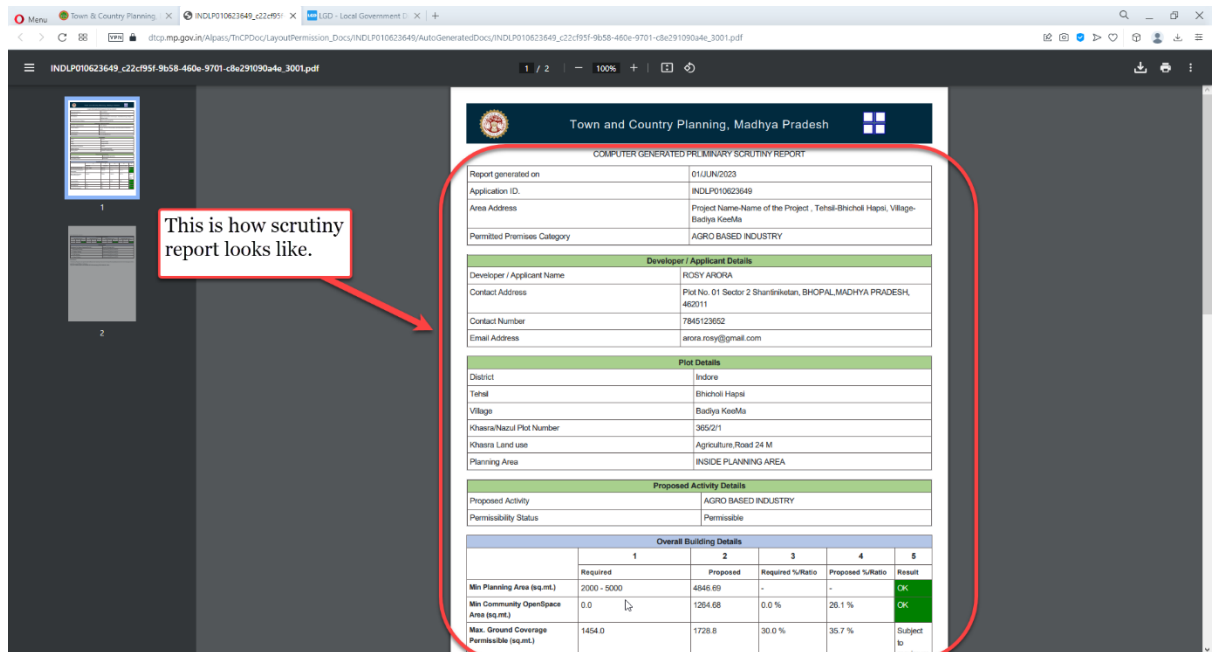 Menu
Town & Country Planning,
INDLP010623649_c22cf95f
LGD - Local Government D
VPN
dtcp.mp.gov.in/Alpass/TnCPDoc/LayoutPermission_Docs/INDLP010623649/AutoGeneratedDocs/INDLP010623649_c22cf95f-9b58-460e-9701-c8e291090a4e_3001.pdf
INDLP010623649_c22cf95f-9b58-460e-9701-c8e291090a4e_3001.pdf
1 / 2
100%
1
2
This is how scrutiny
report looks like.
Town and Country Planning, Madhya Pradesh
COMPUTER GENERATED PRLIMINARY SCRUTINY REPORT
Report generated on 01/JUN/2023
Application ID. INDLP010623649
Area Address Project Name-Name of the Project , Tehsil-Bhicholi Hapsi, Village-
Badiya KeeMa
Permitted Premises Category AGRO BASED INDUSTRY
Developer / Applicant Details
Developer / Applicant Name ROSY ARORA
Contact Address Plot No. 01 Sector 2 Shantiniketan, BHOPAL,MADHYA PRADESH,
462011
Contact Number 7845123652
Email Address arora.rosy@gmail.com
Plot Details
District Indore
Tehsil Bhicholi Hapsi
Village Badiya KeeMa
Khasra/Nazul Plot Number 365/2/1
Khasra Land use Agriculture,Road 24 M
Planning Area INSIDE PLANNING AREA
Proposed Activity Details
Proposed Activity AGRO BASED INDUSTRY
Permissibility Status Permissible
Overall Building Details
1 2 3 4 5
Required Proposed Required %/Ratio Proposed %/Ratio Result
Min Planning Area (sq.mt.) 2000 - 5000 4846.69 - - OK
Min Community OpenSpace 0.0 1264.68 0.0 % 26.1 % OK
Area (sq.mt.)
Max. Ground Coverage 1454.0 1728.8 30.0 % 35.7 % Subject
Permissible (sq.mt.) to